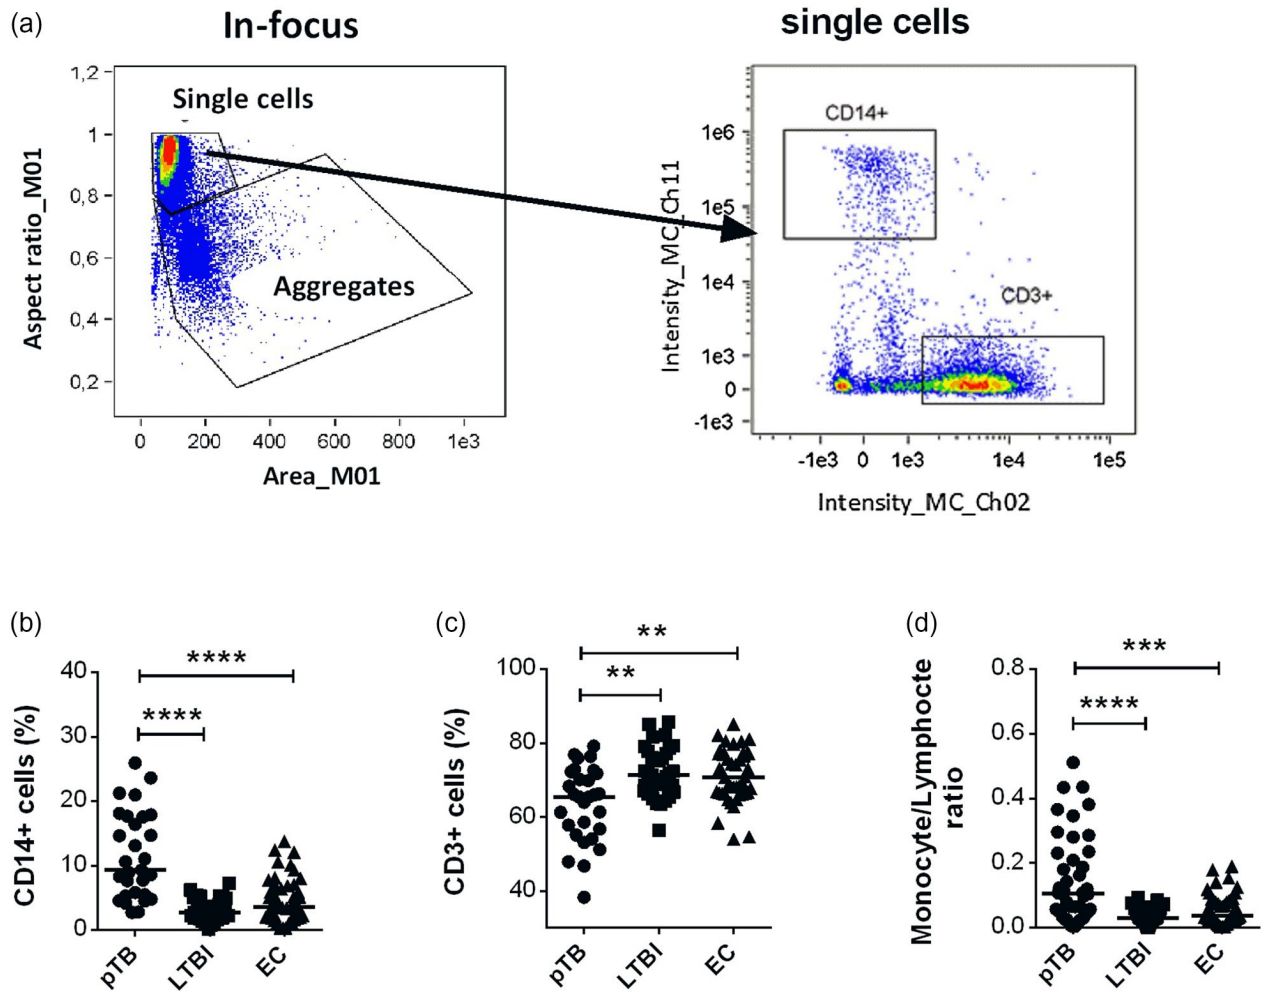 (a)
In-focus
single cells
1,2
1
0,8
0,6
0,4
0,2
Aspect ratio_M01
Single cells
Aggregates
0 200 400 600 800 1e3
Area_M01
CD14+
CD3+
1e6
1e5
1e4
1e3
0
-1e3
Intensity_MC_Ch11
-1e3 0 1e3 1e4 1e5
Intensity_MC_Ch02
(b)
****
****
40
30
20
10
0
CD14+ cells (%)
pTB LTBI EC
(c)
**
**
100
80
60
40
CD3+ cells (%)
pTB LTBI EC
(d)
***
****
0.8
0.6
0.4
0.2
0.0
Monocyte/Lymphocte
ratio
pTB LTBI EC